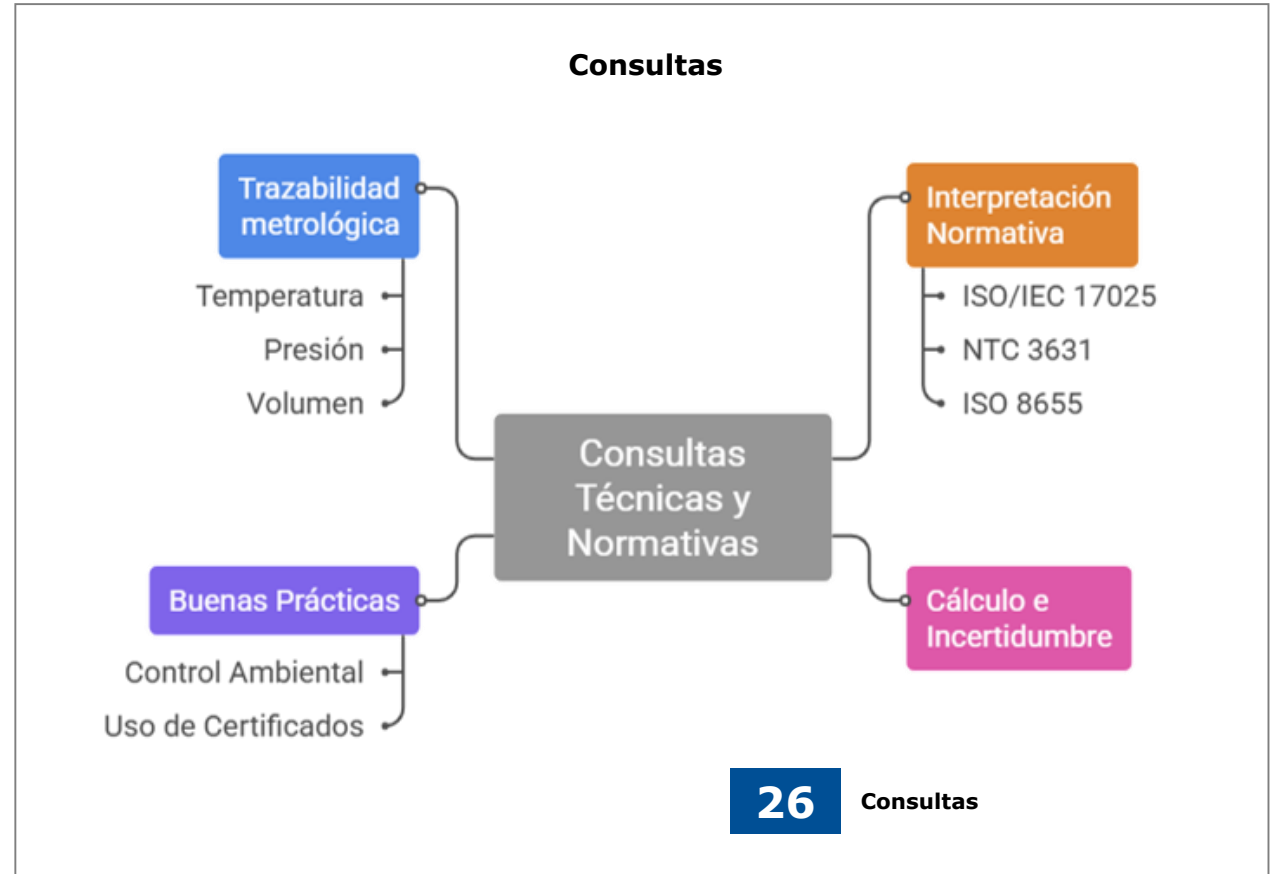 Consultas
Trazabilidad
metrológica
Temperatura
Presión
Volumen
Interpretación
Normativa
ISO/IEC 17025
NTC 3631
ISO 8655
Consultas
Técnicas y
Normativas
Buenas Prácticas
Control Ambiental
Uso de Certificados
Cálculo e
Incertidumbre
26
Consultas